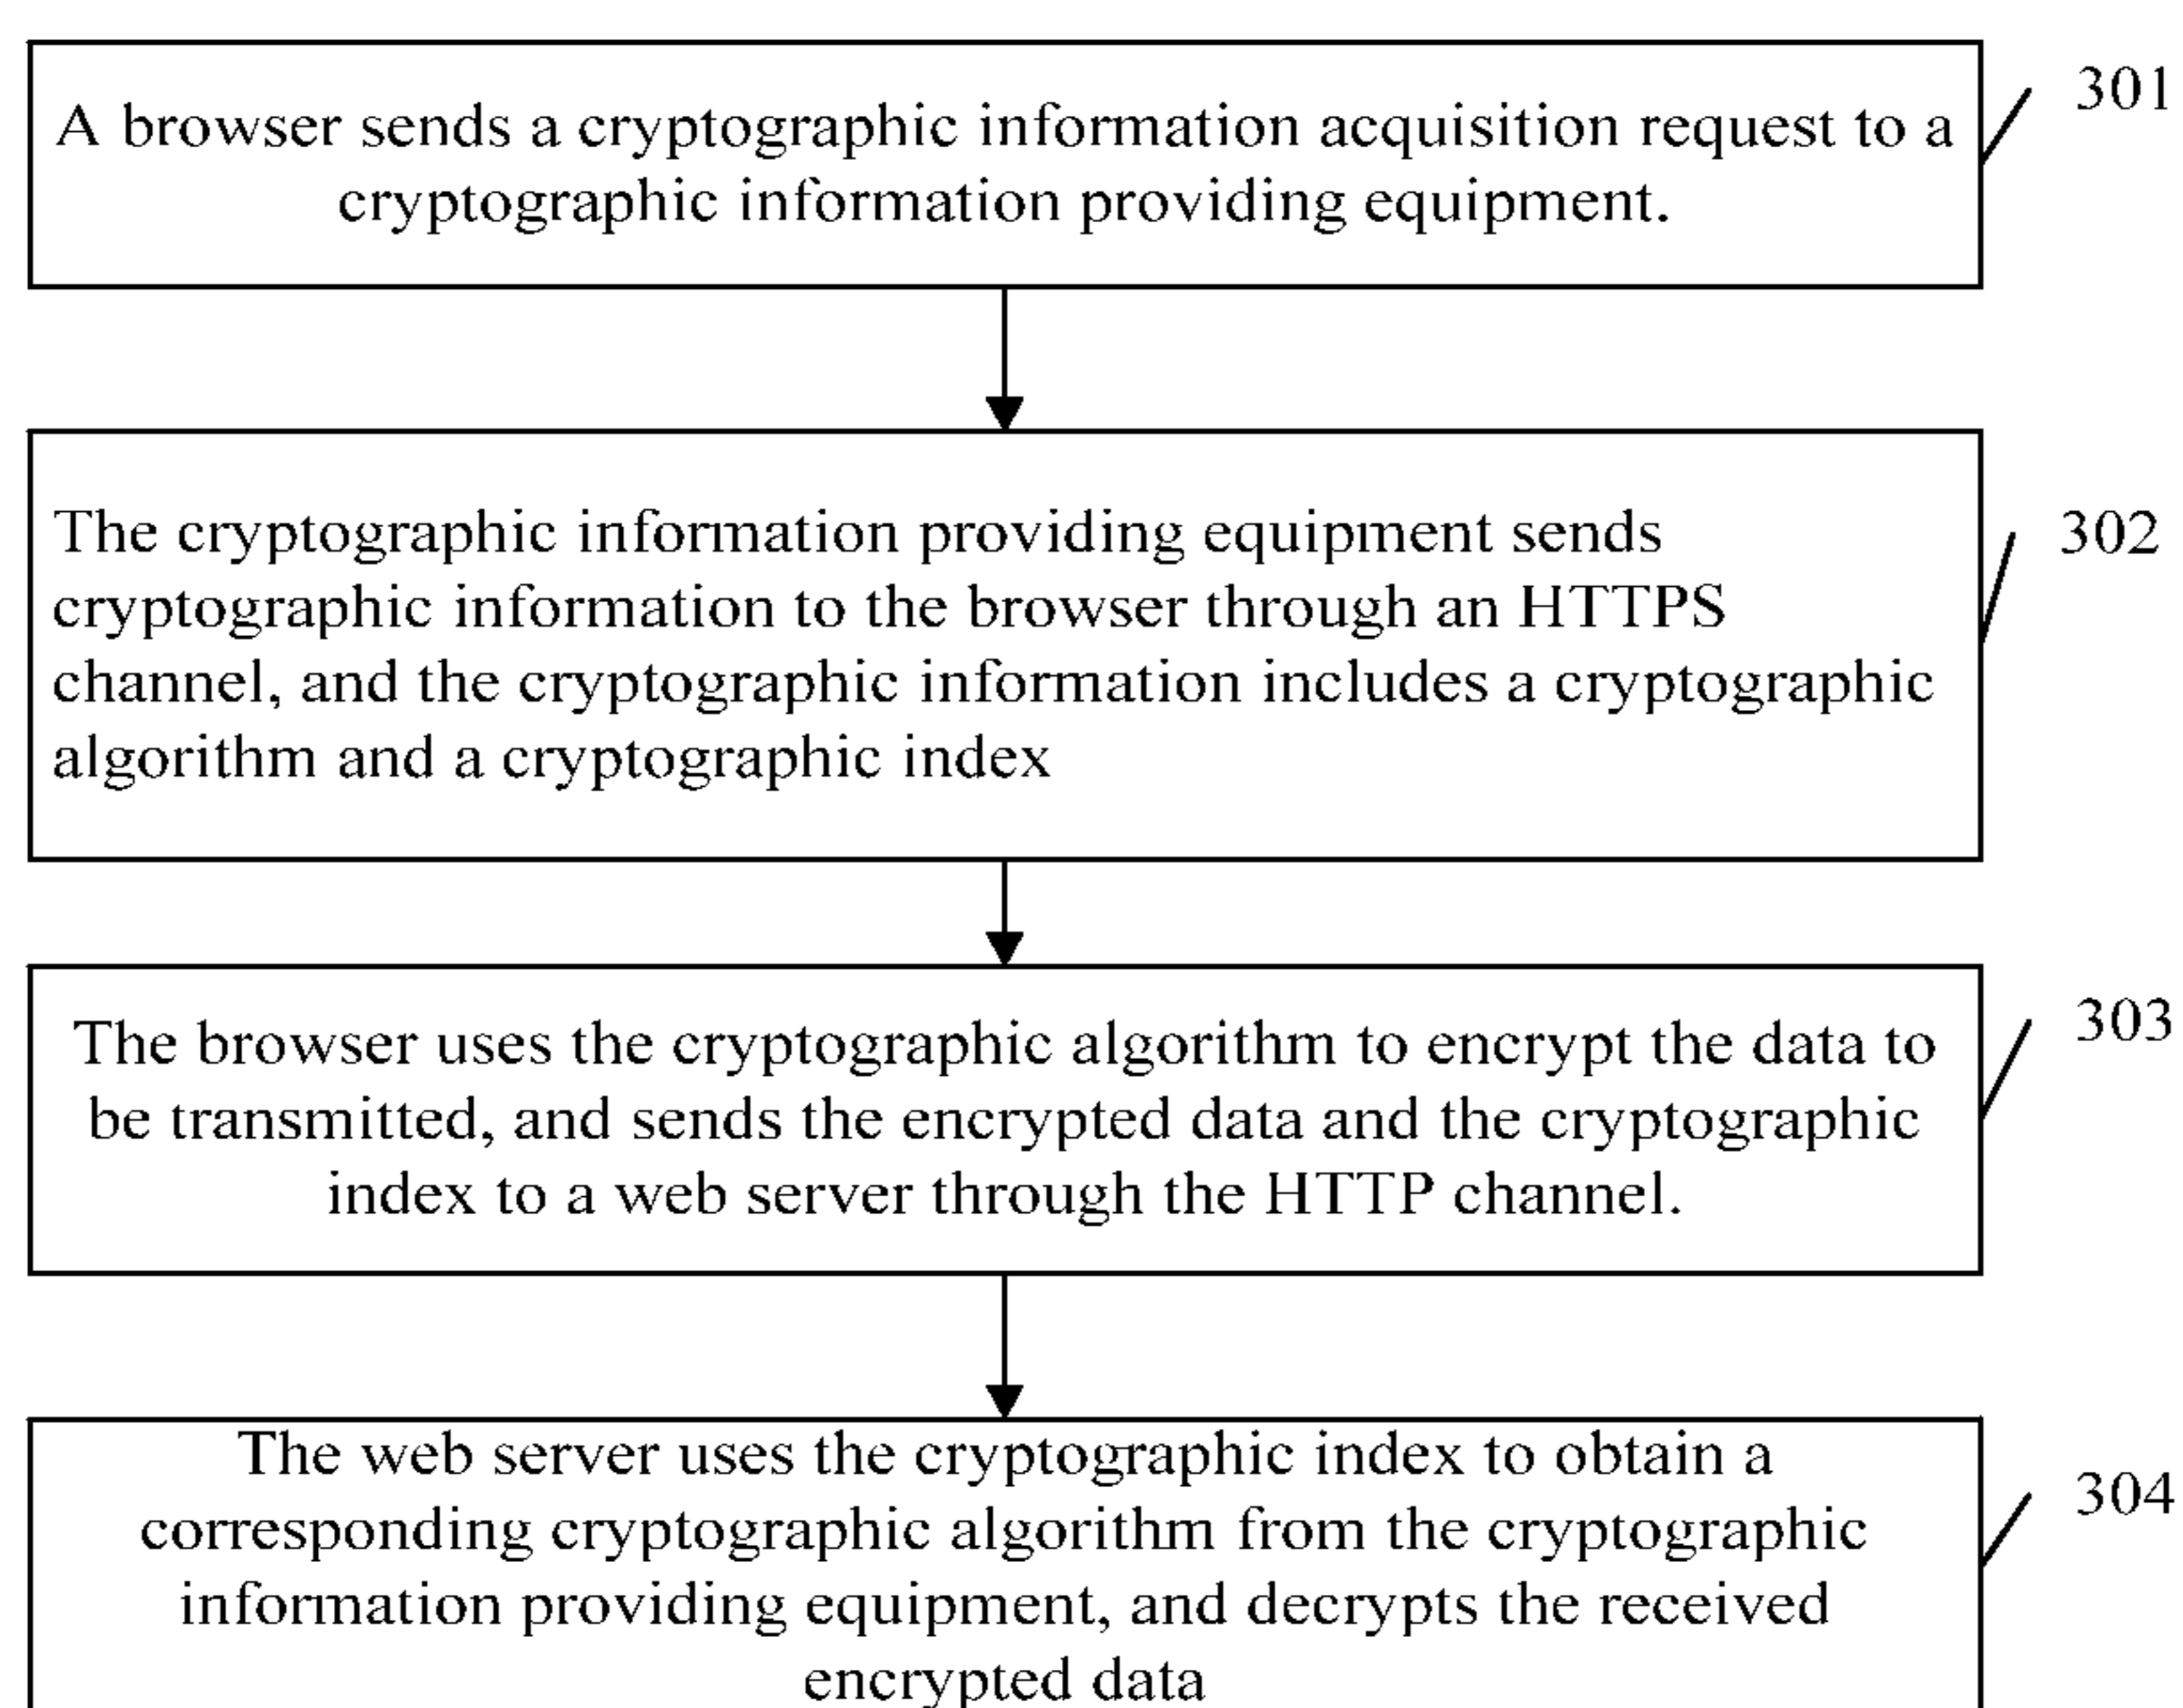 301
A browser sends a cryptographic information acquisition request to a
cryptographic information providing equipment.
302
The cryptographic information providing equipment sends
cryptographic information to the browser through an HTTPS
channel, and the cryptographic information includes a cryptographic
algorithm and a cryptographic index
303
The browser uses the cryptographic algorithm to encrypt the data to
be transmitted, and sends the encrypted data and the cryptographic
index to a web server through the HTTP channel.
304
The web server uses the cryptographic index to obtain a
corresponding cryptographic algorithm from the cryptographic
information providing equipment, and decrypts the received
encrypted data